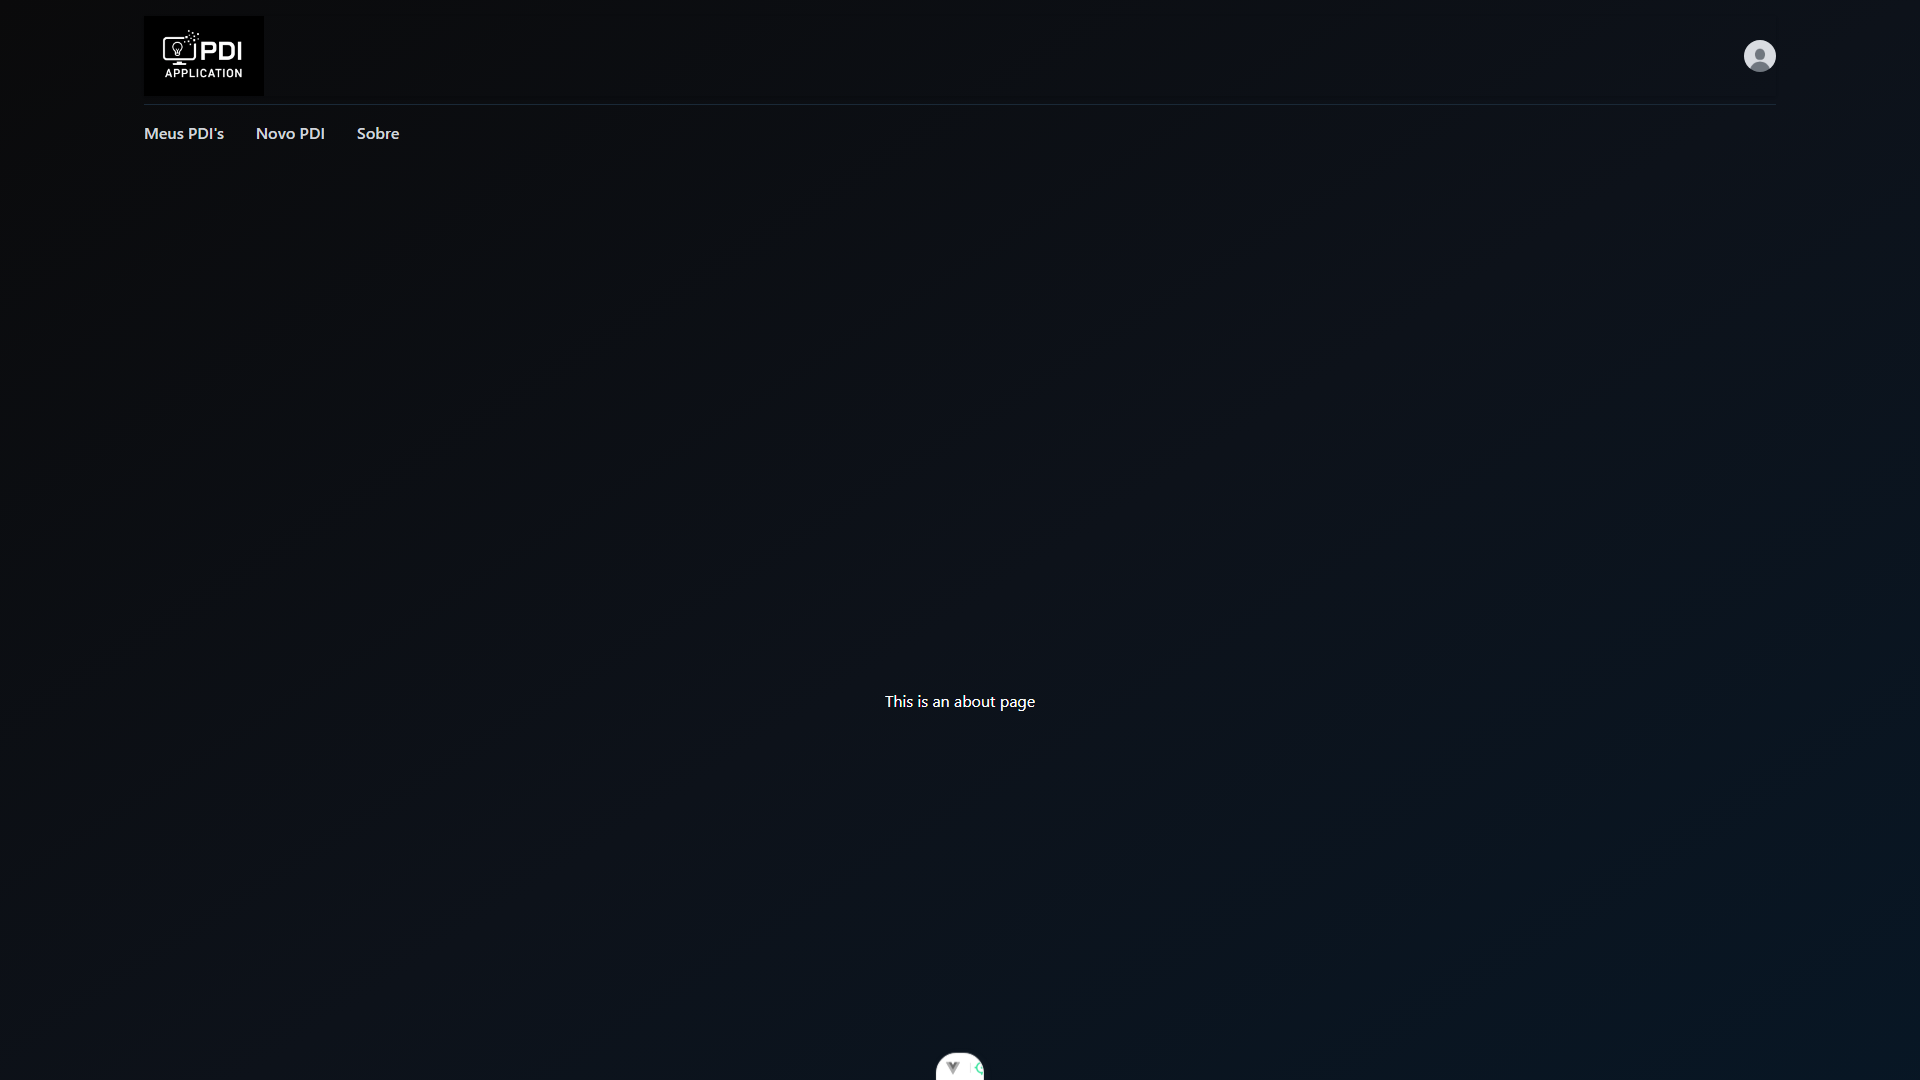 PDI
APPLICATION
Meus PDI's
Novo PDI
Sobre
This is an about page